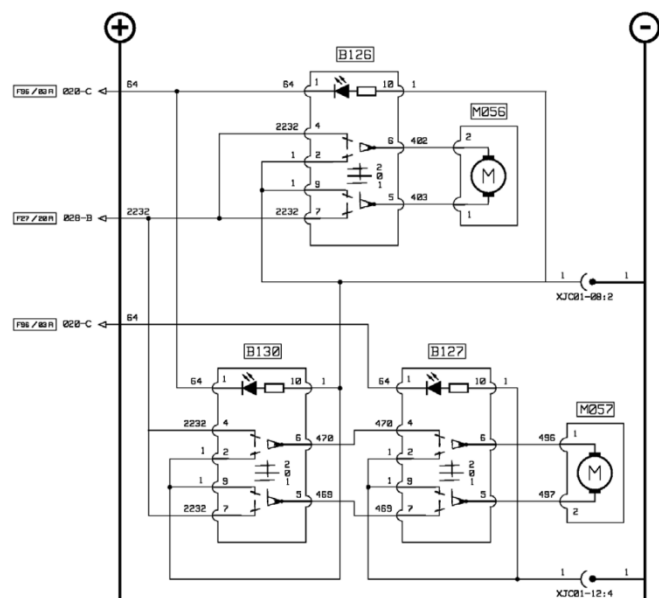 + -
B126
64 64 1 10 1
F96/03A 020-C
M056
2232 4 6 402 2
1 2
2
0
1
M
1 9
2232 7 5 403 1
F27/20A 028-B 2232
1 1
XJC01-08:2
64
F96/03A 020-C
B130 B127
64 1 10 1 64 1 10 1
M057
2232 4 6 470 470 4 6 496 1
1 2 1 2
2 2
0 0
1 1
M
1 9 1 9
5 469 5 497
2232 7 469 7 2
1 1
XJC01-12:4